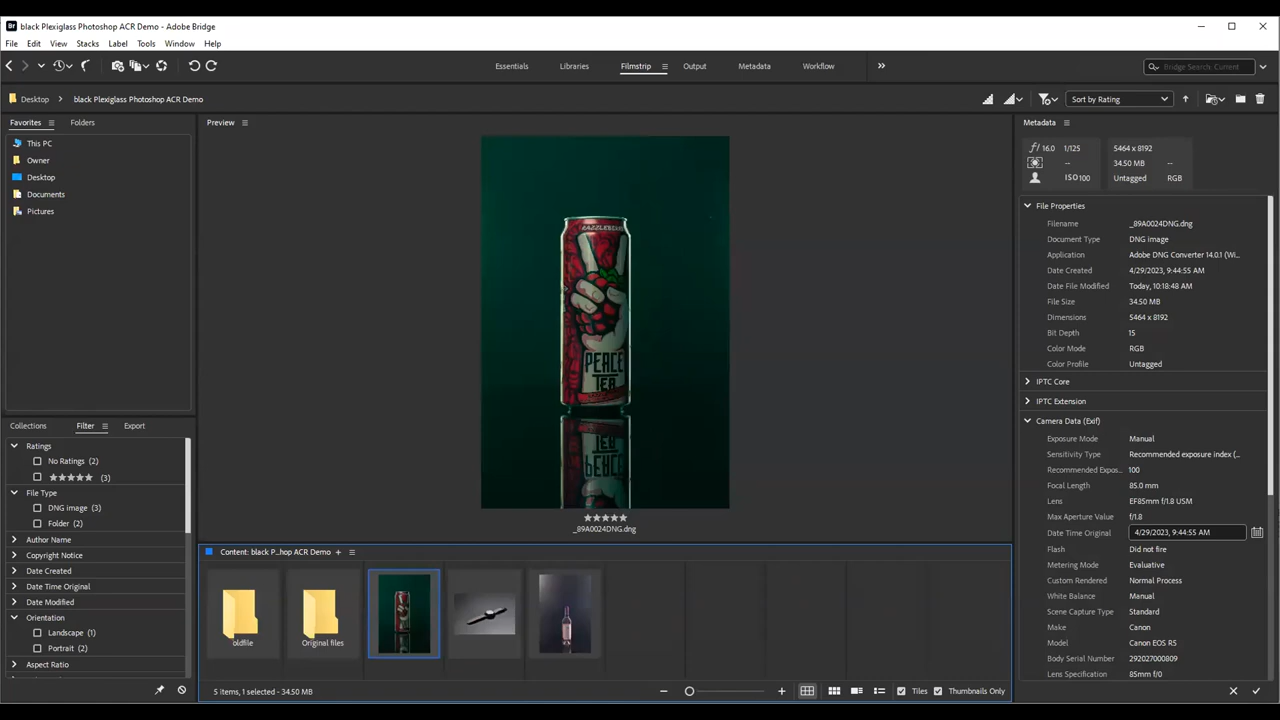 Br black Plexiglass Photoshop ACR Demo - Adobe Bridge
File Edit View Stacks Label Tools Window Help
Essentials Libraries Filmstrip Output Metadata Workflow Bridge Search: Current
Desktop black Plexiglass Photoshop ACR Demo Sort by Rating
Favorites Folders
This PC
Owner
Desktop
Documents
Pictures
Collections Filter Export
Ratings
No Ratings (2)
★★★★★ (3)
File Type
DNG image (3)
Folder (2)
Author Name
Copyright Notice
Date Created
Date Time Original
Date Modified
Orientation
Landscape (1)
Portrait (2)
Aspect Ratio
Preview
PEACE
TEA
★★★★★
_89A0024DNG.dng
Content: black P...hop ACR Demo
oldfile Original files
5 items, 1 selected - 34.50 MB Tiles Thumbnails Only
Metadata
f/ 16.0 1/125 5464 x 8192
-- 34.50 MB --
ISO100 Untagged RGB
File Properties
Filename _89A0024DNG.dng
Document Type DNG image
Application Adobe DNG Converter 14.0.1 (Wi...
Date Created 4/29/2023, 9:44:55 AM
Date File Modified Today, 10:18:48 AM
File Size 34.50 MB
Dimensions 5464 x 8192
Bit Depth 15
Color Mode RGB
Color Profile Untagged
IPTC Core
IPTC Extension
Camera Data (Exif)
Exposure Mode Manual
Sensitivity Type Recommended exposure index (...
Recommended Expos... 100
Focal Length 85.0 mm
Lens EF85mm f/1.8 USM
Max Aperture Value f/1.8
Date Time Original 4/29/2023, 9:44:55 AM
Flash Did not fire
Metering Mode Evaluative
Custom Rendered Normal Process
White Balance Manual
Scene Capture Type Standard
Make Canon
Model Canon EOS R5
Body Serial Number 292027000809
Lens Specification 85mm f/0